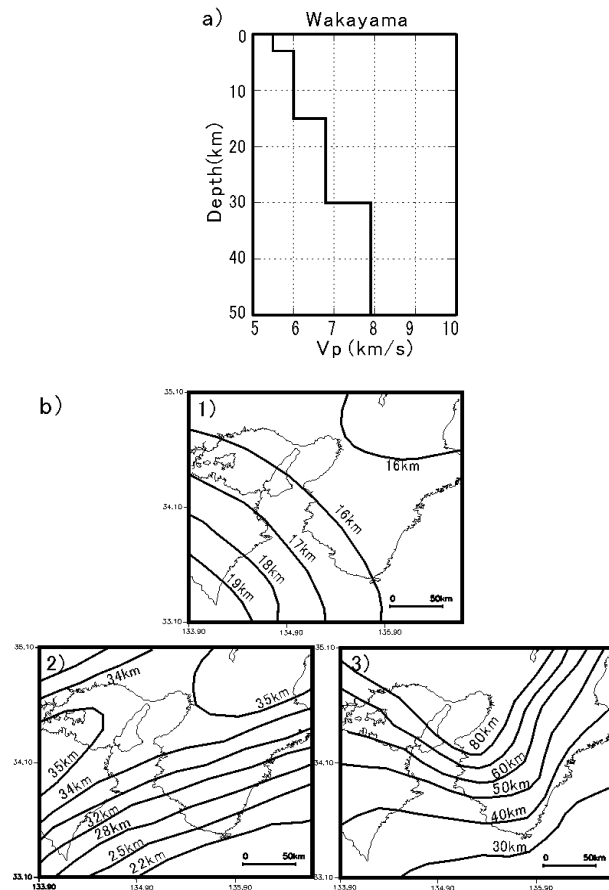 a)
Wakayama
0
10
20
30
40
50
Depth(km)
5 6 7 8 9 10
Vp (km/s)
b)
1)
35.10
34.10
33.10
133.90 134.90 135.90
16km
16km
17km
18km
19km
0 50km
2)
35.10
34.10
33.10
133.90 134.90 135.90
34km
35km
35km
34km
32km
28km
25km
22km
0 50km
3)
35.10
34.10
33.10
133.90 134.90 135.90
80km
60km
50km
40km
30km
0 50km